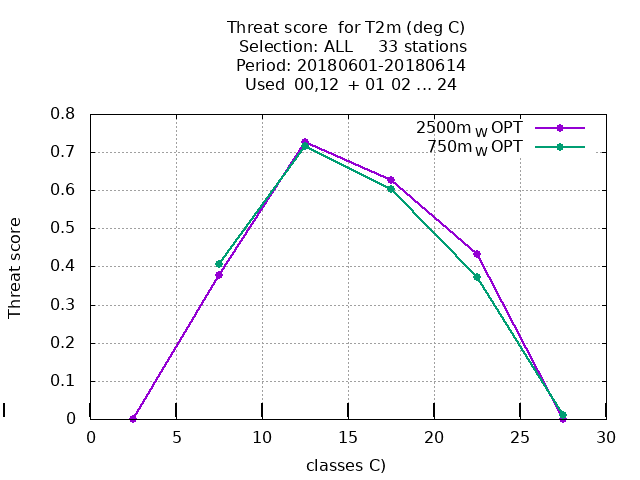 Threat score for T2m (deg C)
Selection: ALL 33 stations
Period: 20180601-20180614
Used 00,12 + 01 02 ... 24
2500m W OPT
750m W OPT
Threat score
0.8
0.7
0.6
0.5
0.4
0.3
0.2
0.1
0
0 5 10 15 20 25 30
classes C)